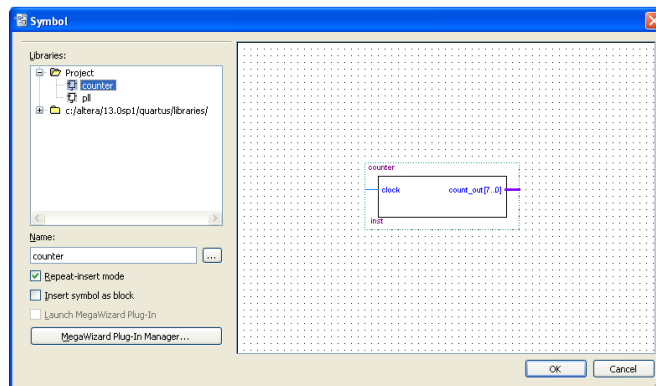 Symbol
Libraries:
Project
counter
pll
c:/altera/13.0sp1/quartus/libraries/
Name:
counter
...
Repeat-insert mode
Insert symbol as block
Launch MegaWizard Plug-In
MegaWizard Plug-In Manager...
counter
clock count_out[7..0]
inst
OK Cancel